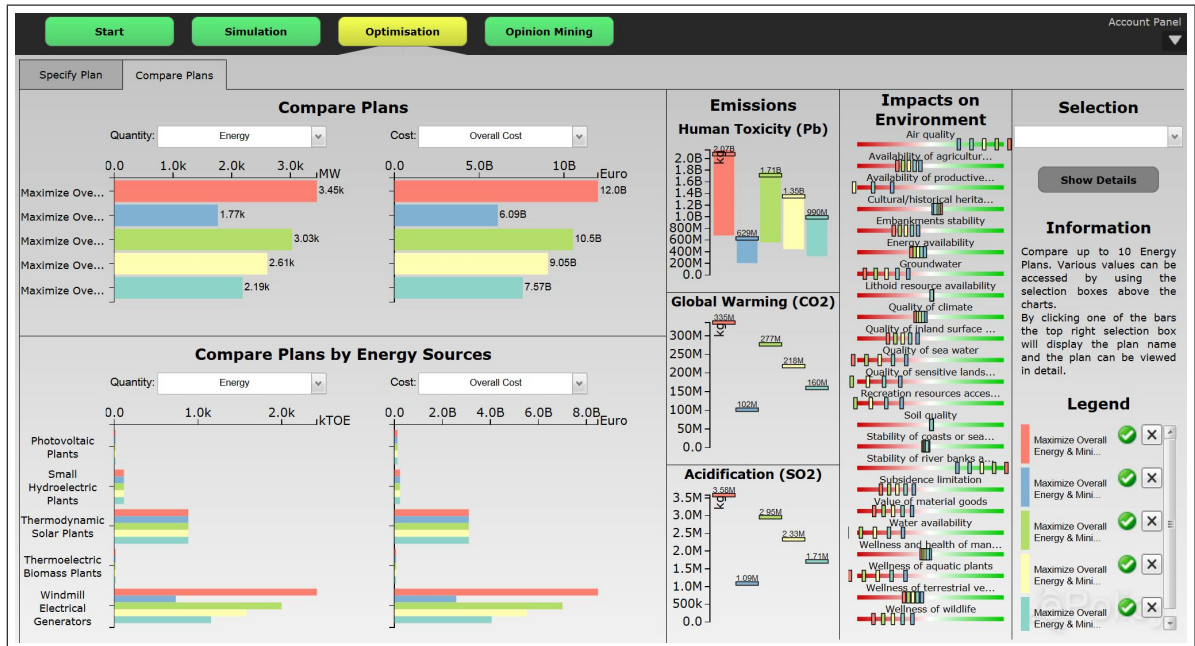 Start
Simulation
Optimisation
Opinion Mining
Account Panel
Specify Plan
Compare Plans
Compare Plans
Quantity:
Energy
Cost:
Overall Cost
0.0 1.0k 2.0k 3.0k MW
0.0 5.0B 10B Euro
Maximize Ove...
3.45k
12.0B
Maximize Ove...
1.77k
6.09B
Maximize Ove...
3.03k
10.5B
Maximize Ove...
2.61k
9.05B
Maximize Ove...
2.19k
7.57B
Compare Plans by Energy Sources
Quantity:
Energy
Cost:
Overall Cost
0.0 1.0k 2.0k kTOE
0.0 2.0B 4.0B 6.0B 8.0B Euro
Photovoltaic
Plants
Small
Hydroelectric
Plants
Thermodynamic
Solar Plants
Thermoelectric
Biomass Plants
Windmill
Electrical
Generators
Emissions
Human Toxicity (Pb)
kg
2.0B
1.8B
1.6B
1.4B
1.2B
1.0B
800M
600M
400M
200M
0.0
2.07B
629M
1.71B
1.35B
990M
Global Warming (CO2)
kg
300M
250M
200M
150M
100M
50M
0.0
335M
102M
277M
218M
160M
Acidification (SO2)
kg
3.5M
3.0M
2.5M
2.0M
1.5M
1.0M
500k
0.0
3.58M
1.09M
2.95M
2.33M
1.71M
Impacts on
Environment
Air quality
Availability of agricultur...
Availability of productive...
Cultural/historical herita...
Embankments stability
Energy availability
Groundwater
Lithoid resource availability
Quality of climate
Quality of inland surface ...
Quality of sea water
Quality of sensitive lands...
Recreation resources acces...
Soil quality
Stability of coasts or sea...
Stability of river banks a...
Subsidence limitation
Value of material goods
Water availability
Wellness and health of man...
Wellness of aquatic plants
Wellness of terrestrial ve...
Wellness of wildlife
Selection
Show Details
Information
Compare up to 10 Energy
Plans. Various values can be
accessed by using the
selection boxes above the
charts.
By clicking one of the bars
the top right selection box
will display the plan name
and the plan can be viewed
in detail.
Legend
Maximize Overall
Energy & Mini...
Maximize Overall
Energy & Mini...
Maximize Overall
Energy & Mini...
Maximize Overall
Energy & Mini...
Maximize Overall
Energy & Mini...